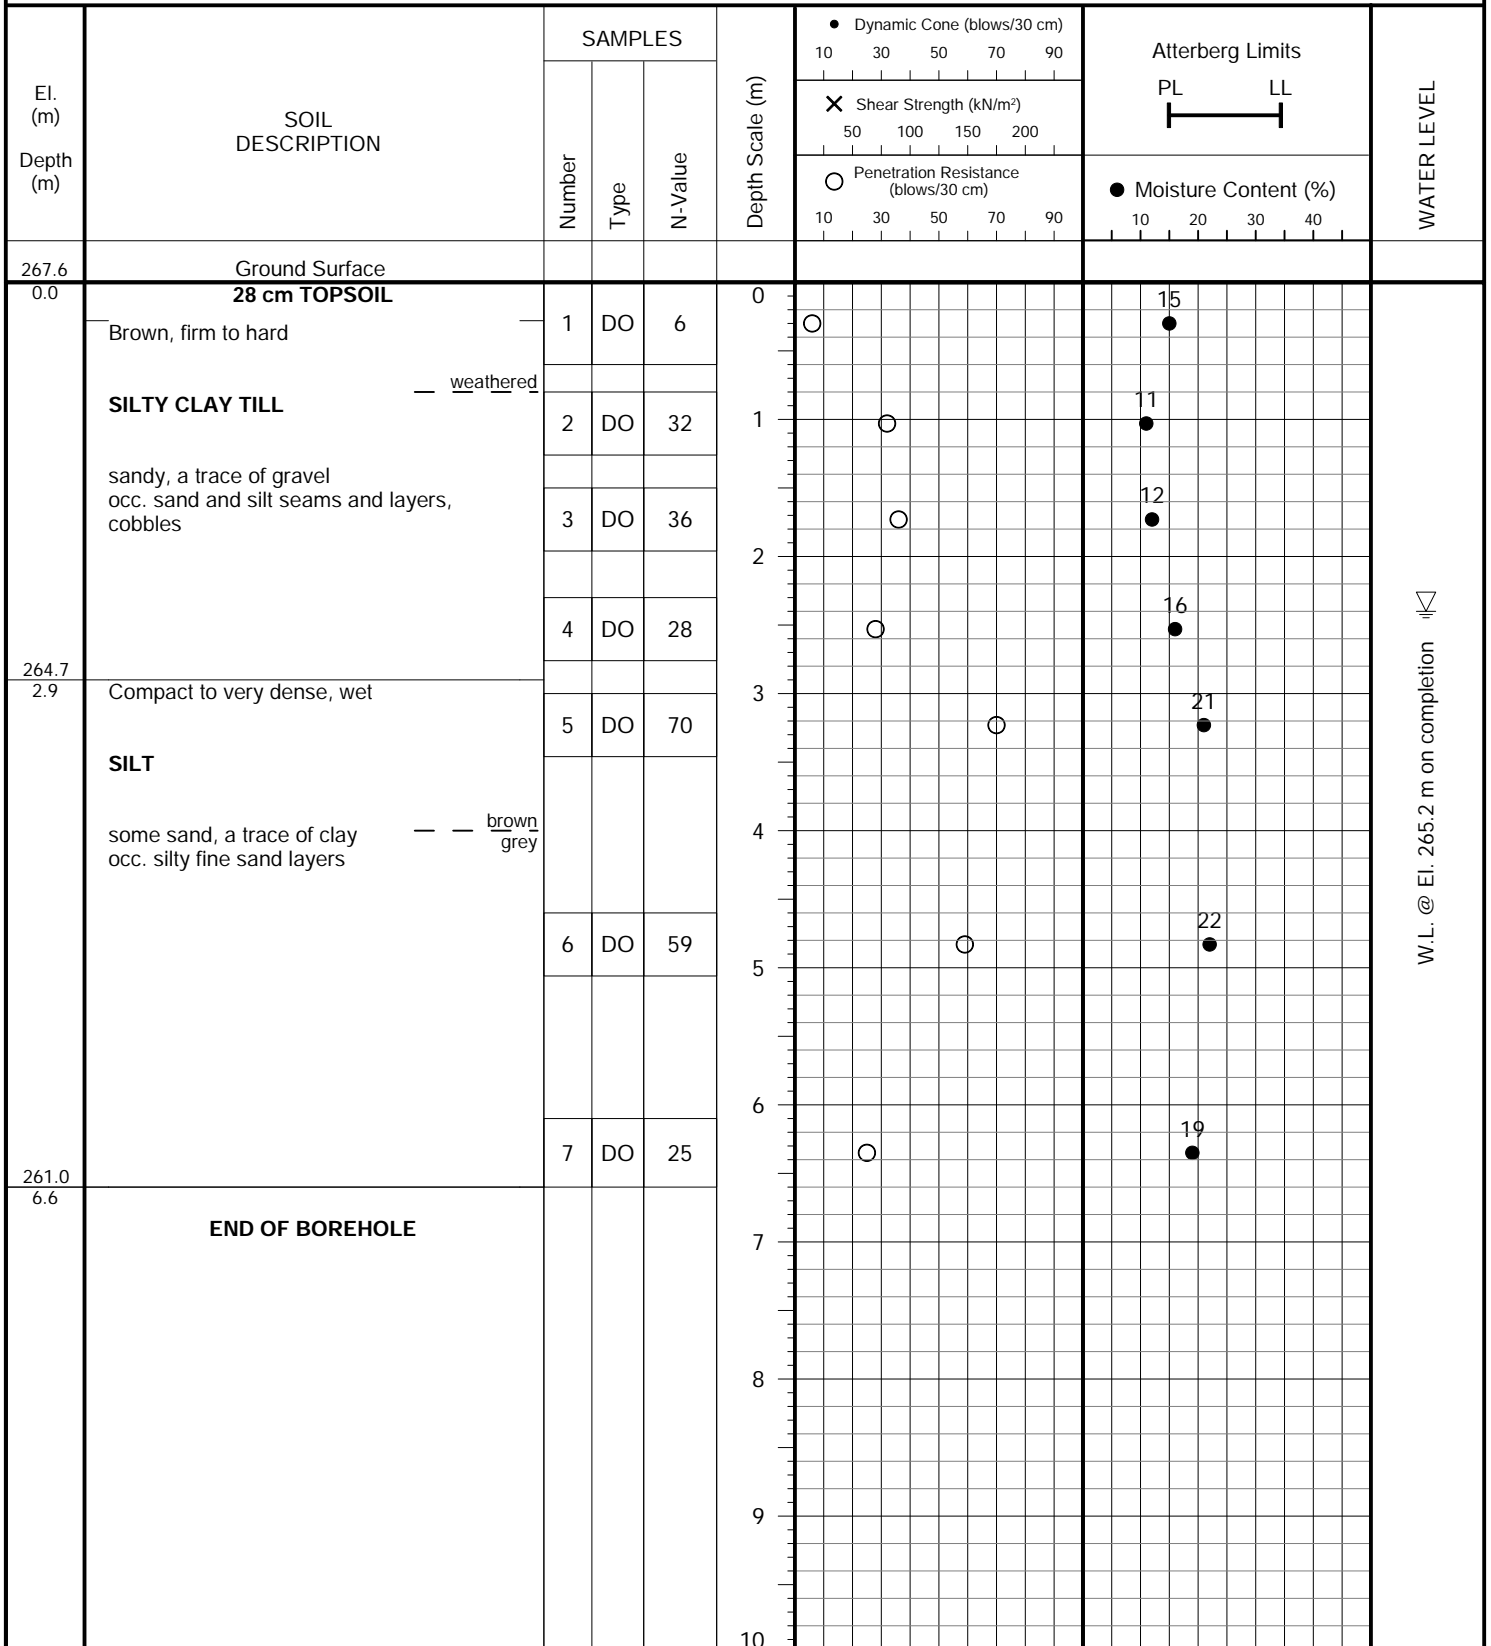 El.
(m)
Depth
(m)
SOIL
DESCRIPTION
SAMPLES
Number
Type
N-Value
Depth Scale (m)
Dynamic Cone (blows/30 cm)
10 30 50 70 90
Shear Strength (kN/m²)
50 100 150 200
Penetration Resistance
(blows/30 cm)
10 30 50 70 90
Atterberg Limits
PL LL
Moisture Content (%)
10 20 30 40
WATER LEVEL
267.6
Ground Surface
0.0
28 cm TOPSOIL
Brown, firm to hard
weathered
SILTY CLAY TILL
sandy, a trace of gravel
occ. sand and silt seams and layers,
cobbles
264.7
2.9
Compact to very dense, wet
SILT
brown
grey
some sand, a trace of clay
occ. silty fine sand layers
261.0
6.6
END OF BOREHOLE
1 DO 6
2 DO 32
3 DO 36
4 DO 28
5 DO 70
6 DO 59
7 DO 25
0
1
2
3
4
5
6
7
8
9
10
15
11
12
16
21
22
19
W.L. @ El. 265.2 m on completion